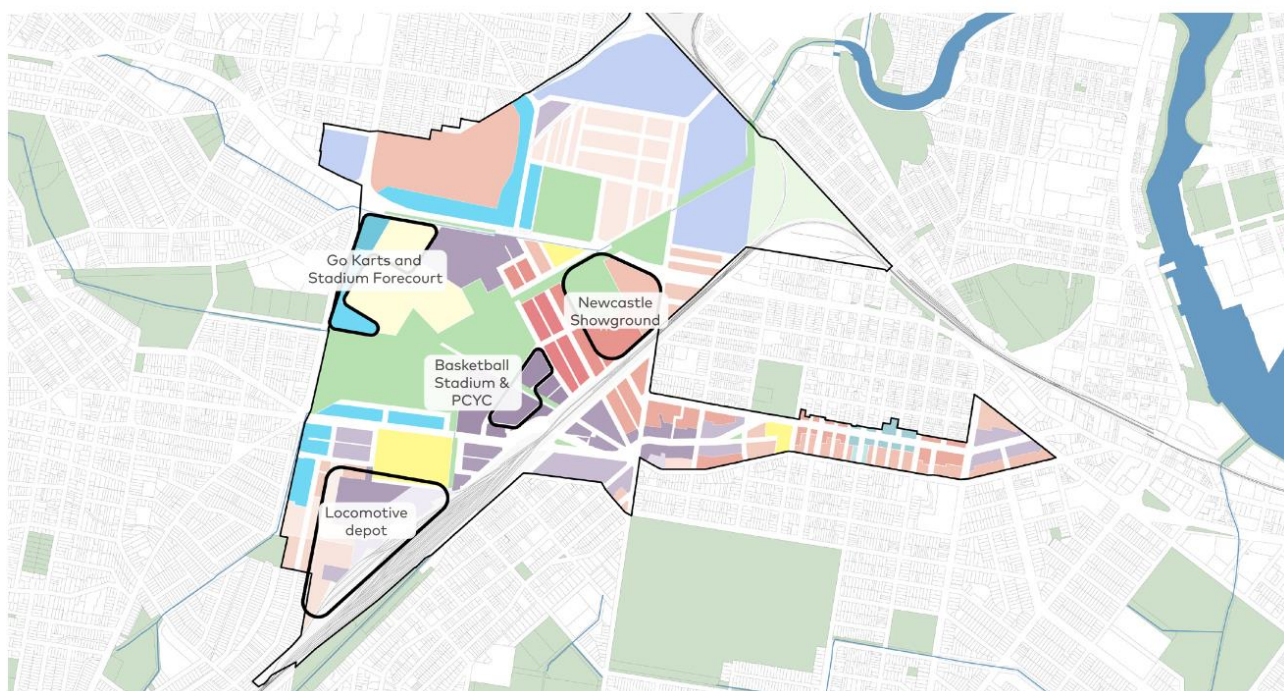 Go Karts and
Stadium Forecourt
Newcastle
Showground
Basketball
Stadium &
PCYC
Locomotive
depot